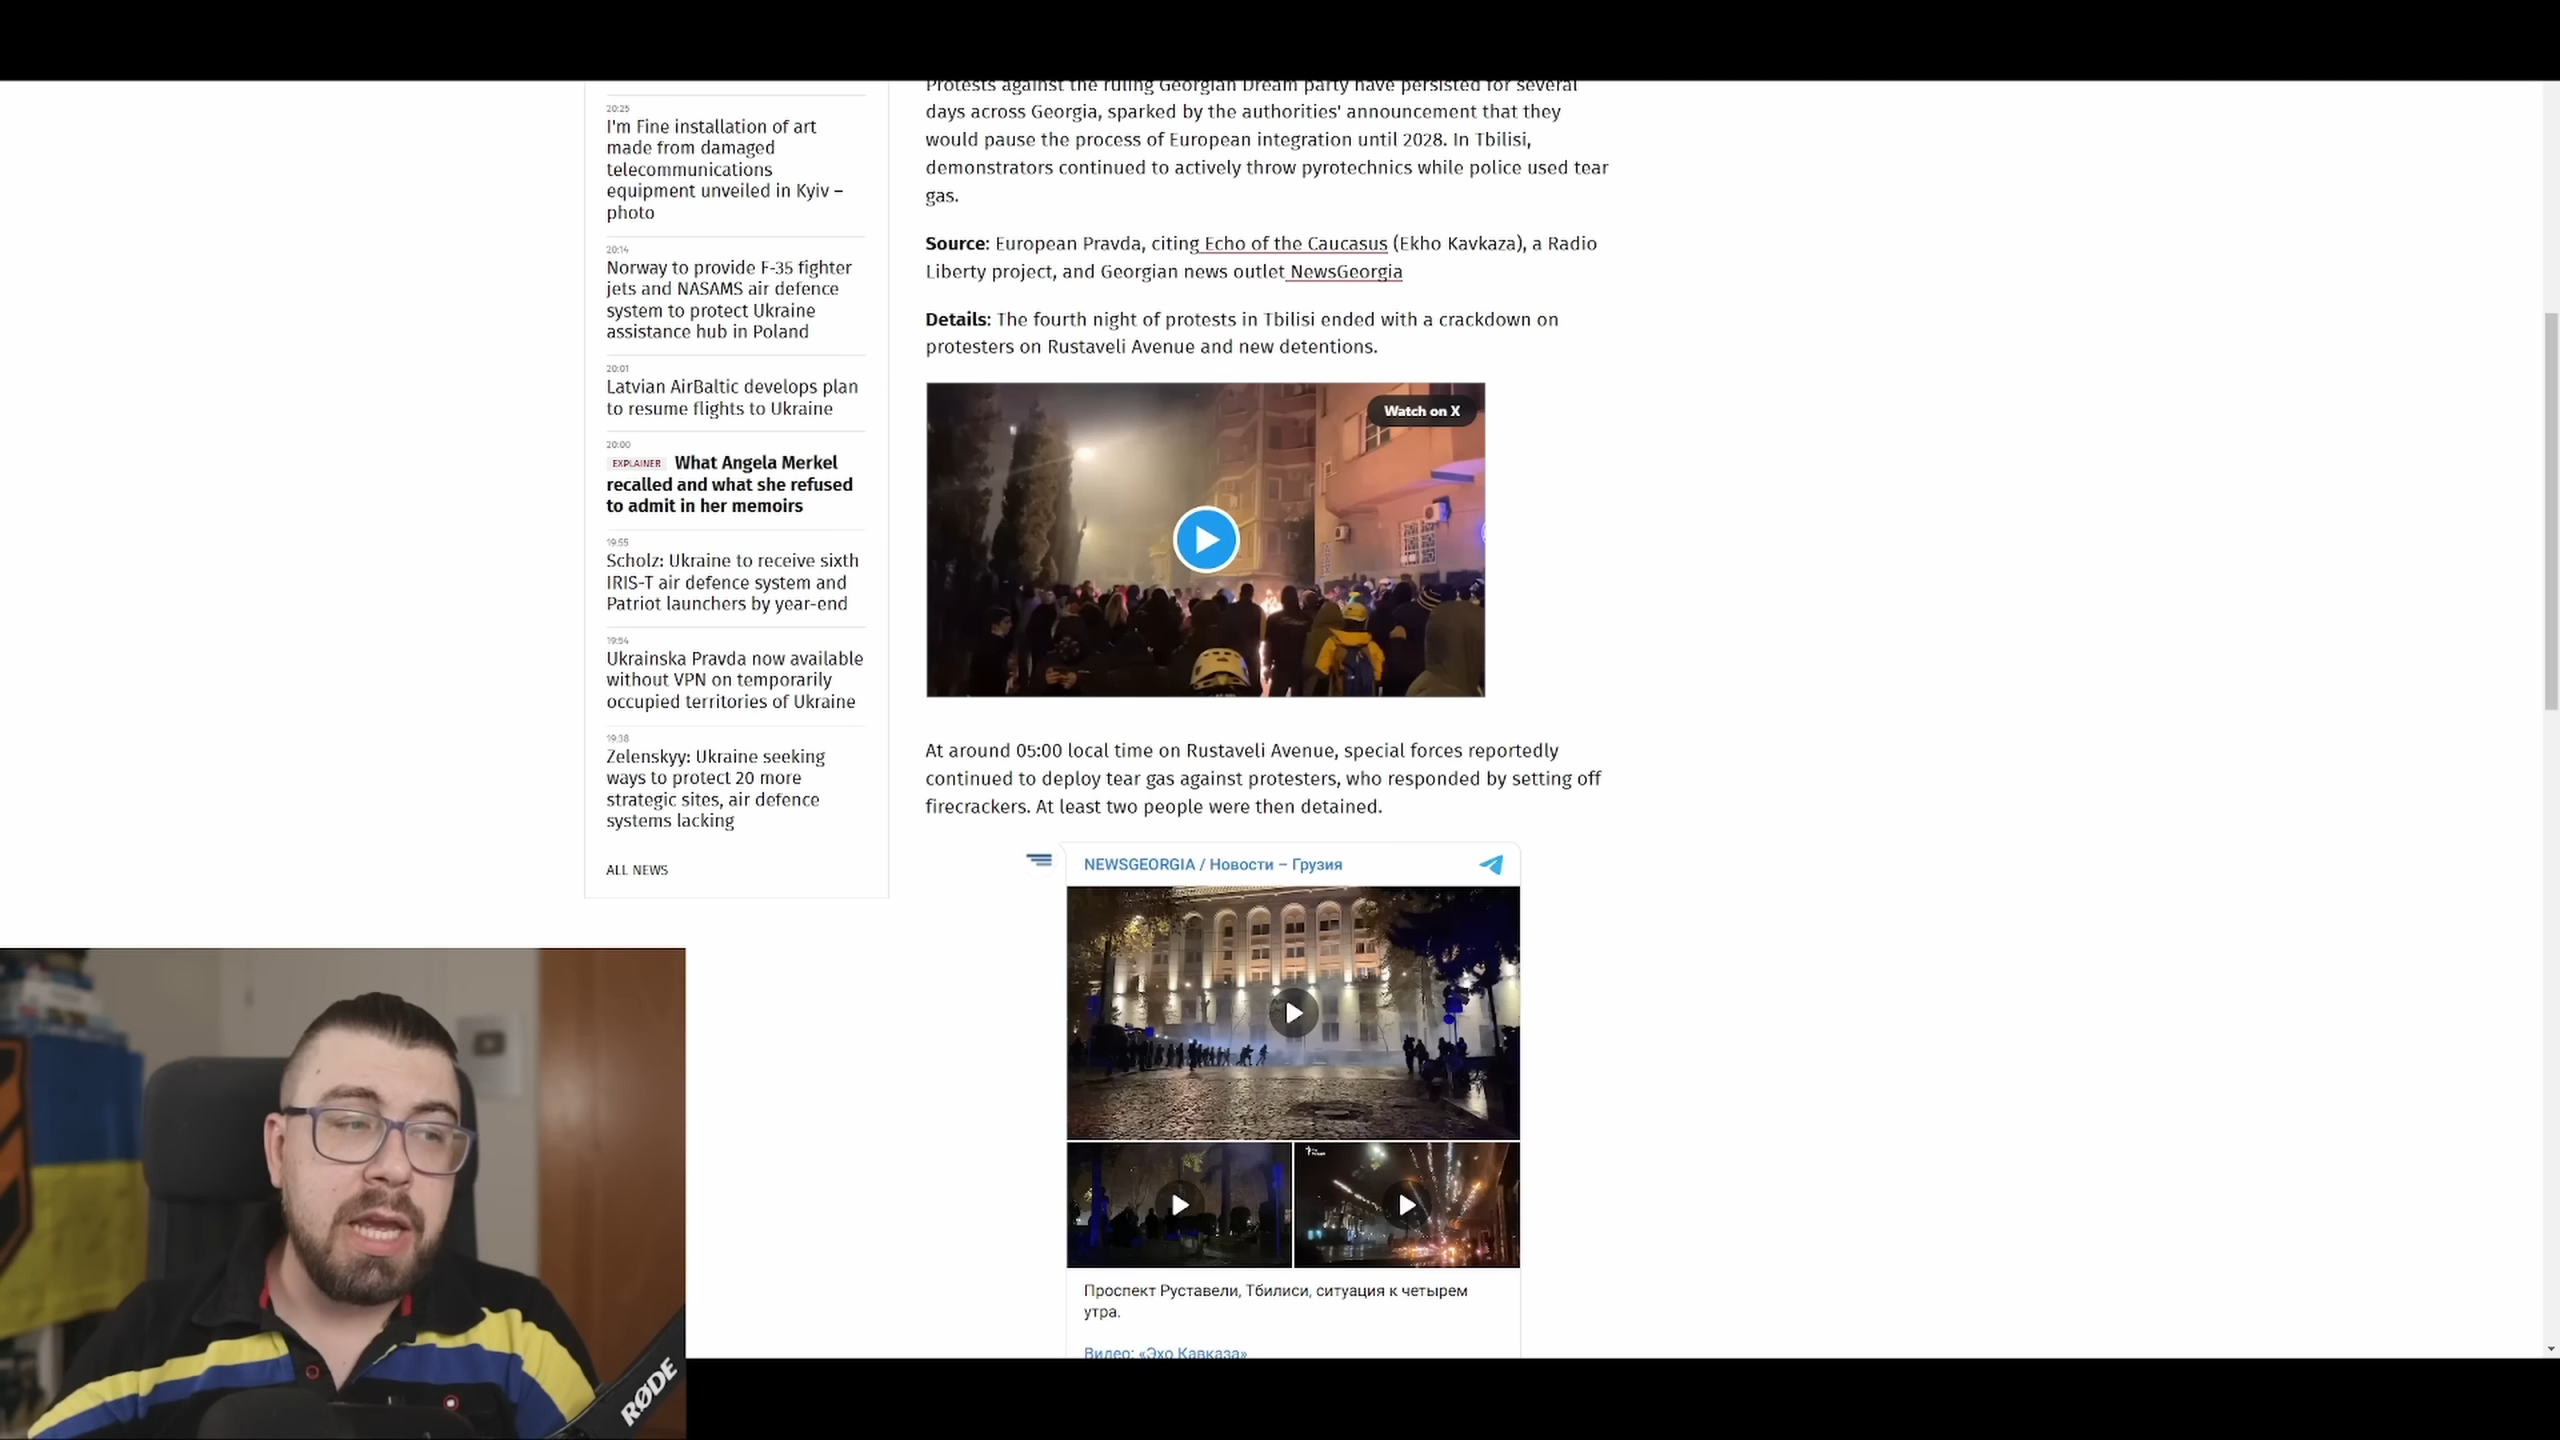 20:25
I'm Fine installation of art
made from damaged
telecommunications
equipment unveiled in Kyiv –
photo
20:14
Norway to provide F-35 fighter
jets and NASAMS air defence
system to protect Ukraine
assistance hub in Poland
20:01
Latvian AirBaltic develops plan
to resume flights to Ukraine
20:00
EXPLAINER What Angela Merkel
recalled and what she refused
to admit in her memoirs
19:55
Scholz: Ukraine to receive sixth
IRIS-T air defence system and
Patriot launchers by year-end
19:54
Ukrainska Pravda now available
without VPN on temporarily
occupied territories of Ukraine
19:38
Zelenskyy: Ukraine seeking
ways to protect 20 more
strategic sites, air defence
systems lacking
ALL NEWS
Protests against the ruling Georgian Dream party have persisted for several
days across Georgia, sparked by the authorities' announcement that they
would pause the process of European integration until 2028. In Tbilisi,
demonstrators continued to actively throw pyrotechnics while police used tear
gas.
Source: European Pravda, citing Echo of the Caucasus (Ekho Kavkaza), a Radio
Liberty project, and Georgian news outlet NewsGeorgia
Details: The fourth night of protests in Tbilisi ended with a crackdown on
protesters on Rustaveli Avenue and new detentions.
Watch on X
At around 05:00 local time on Rustaveli Avenue, special forces reportedly
continued to deploy tear gas against protesters, who responded by setting off
firecrackers. At least two people were then detained.
NEWSGEORGIA / Новости – Грузия
Проспект Руставели, Тбилиси, ситуация к четырем
утра.
Видео: «Эхо Кавказа»
RØDE